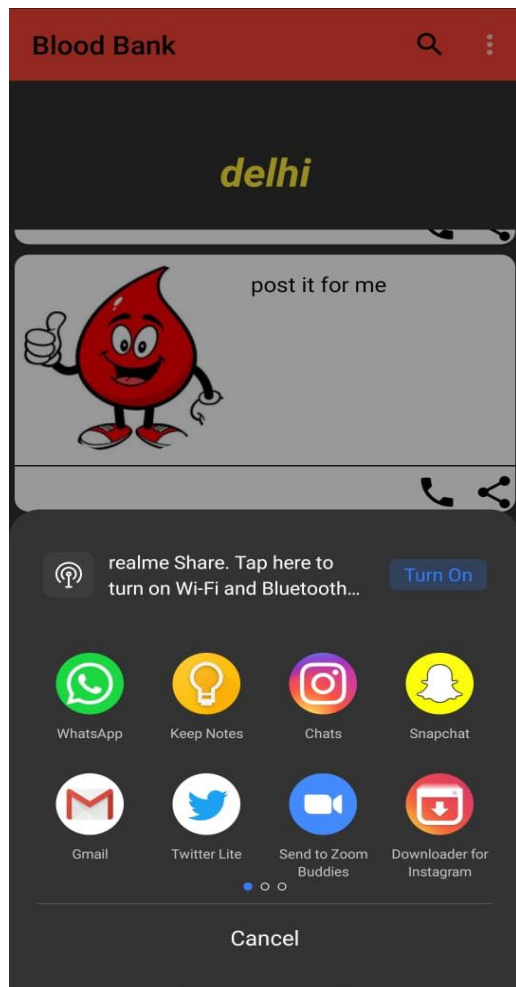 Blood Bank
delhi
post it for me
realme Share. Tap here to
turn on Wi-Fi and Bluetooth...
Turn On
WhatsApp
Keep Notes
Chats
Snapchat
Gmail
Twitter Lite
Send to Zoom
Buddies
Downloader for
Instagram
Cancel